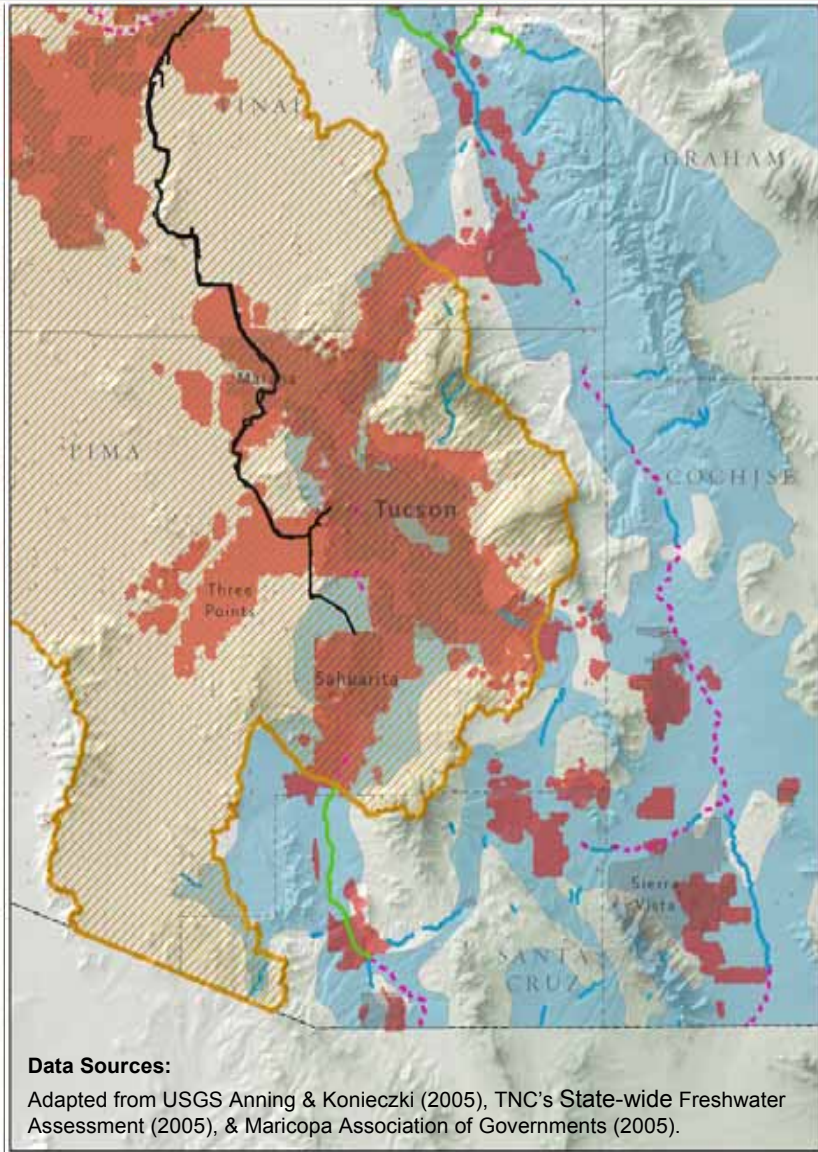 PINAL
GRAHAM
Marana
PIMA
COCHISE
Tucson
Three
Points
Sahuarita
Sierra
Vista
SANTA
CRUZ
Data Sources:
Adapted from USGS Anning & Konieczki (2005), TNC's State-wide Freshwater
Assessment (2005), & Maricopa Association of Governments (2005).